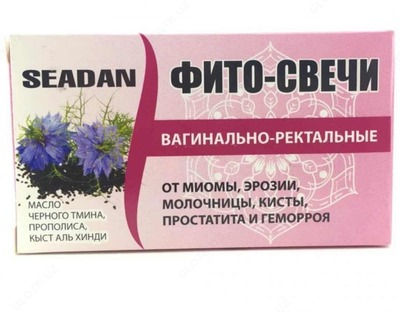 SEADAN
ФИТО-СВЕЧИ
ВАГИНАЛЬНО-РЕКТАЛЬНЫЕ
ОТ МИОМЫ, ЭРОЗИИ,
МОЛОЧНИЦЫ, КИСТЫ,
ПРОСТАТИТА И ГЕМОРРОЯ
МАСЛО
ЧЕРНОГО ТМИНА,
ПРОПОЛИСА,
КЫСТ АЛЬ ХИНДИ